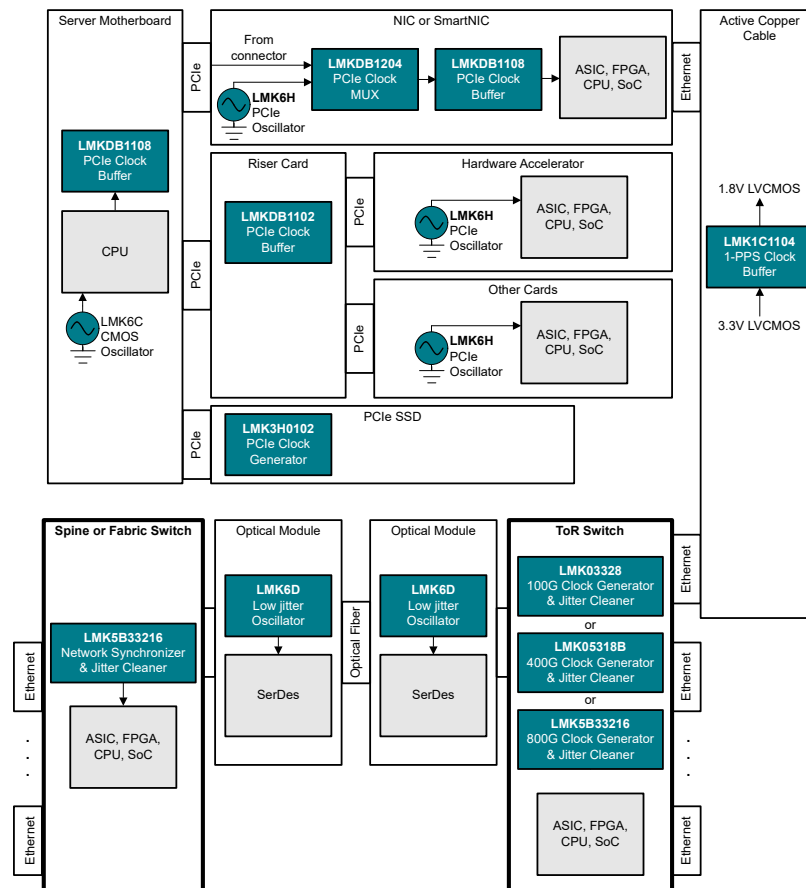 Server Motherboard
LMKDB1108
PCIe Clock
Buffer
CPU
LMK6C
CMOS
Oscillator
PCIe
PCIe
PCIe
NIC or SmartNIC
From
connector
LMK6H
PCIe
Oscillator
LMKDB1204
PCIe Clock
MUX
LMKDB1108
PCIe Clock
Buffer
ASIC, FPGA,
CPU, SoC
Riser Card
LMKDB1102
PCIe Clock
Buffer
PCIe
PCIe
Hardware Accelerator
LMK6H
PCIe
Oscillator
ASIC, FPGA,
CPU, SoC
Other Cards
LMK6H
PCIe
Oscillator
ASIC, FPGA,
CPU, SoC
PCIe SSD
LMK3H0102
PCIe Clock
Generator
Ethernet
Active Copper
Cable
1.8V LVCMOS
LMK1C1104
1-PPS Clock
Buffer
3.3V LVCMOS
Ethernet
Spine or Fabric Switch
LMK5B33216
Network Synchronizer
& Jitter Cleaner
ASIC, FPGA,
CPU, SoC
Ethernet
.
.
.
Ethernet
Optical Module
LMK6D
Low jitter
Oscillator
SerDes
Optical Fiber
Optical Module
LMK6D
Low jitter
Oscillator
SerDes
ToR Switch
LMK03328
100G Clock Generator
& Jitter Cleaner
or
LMK05318B
400G Clock Generator
& Jitter Cleaner
or
LMK5B33216
800G Clock Generator
& Jitter Cleaner
ASIC, FPGA,
CPU, SoC
Ethernet
.
.
.
Ethernet